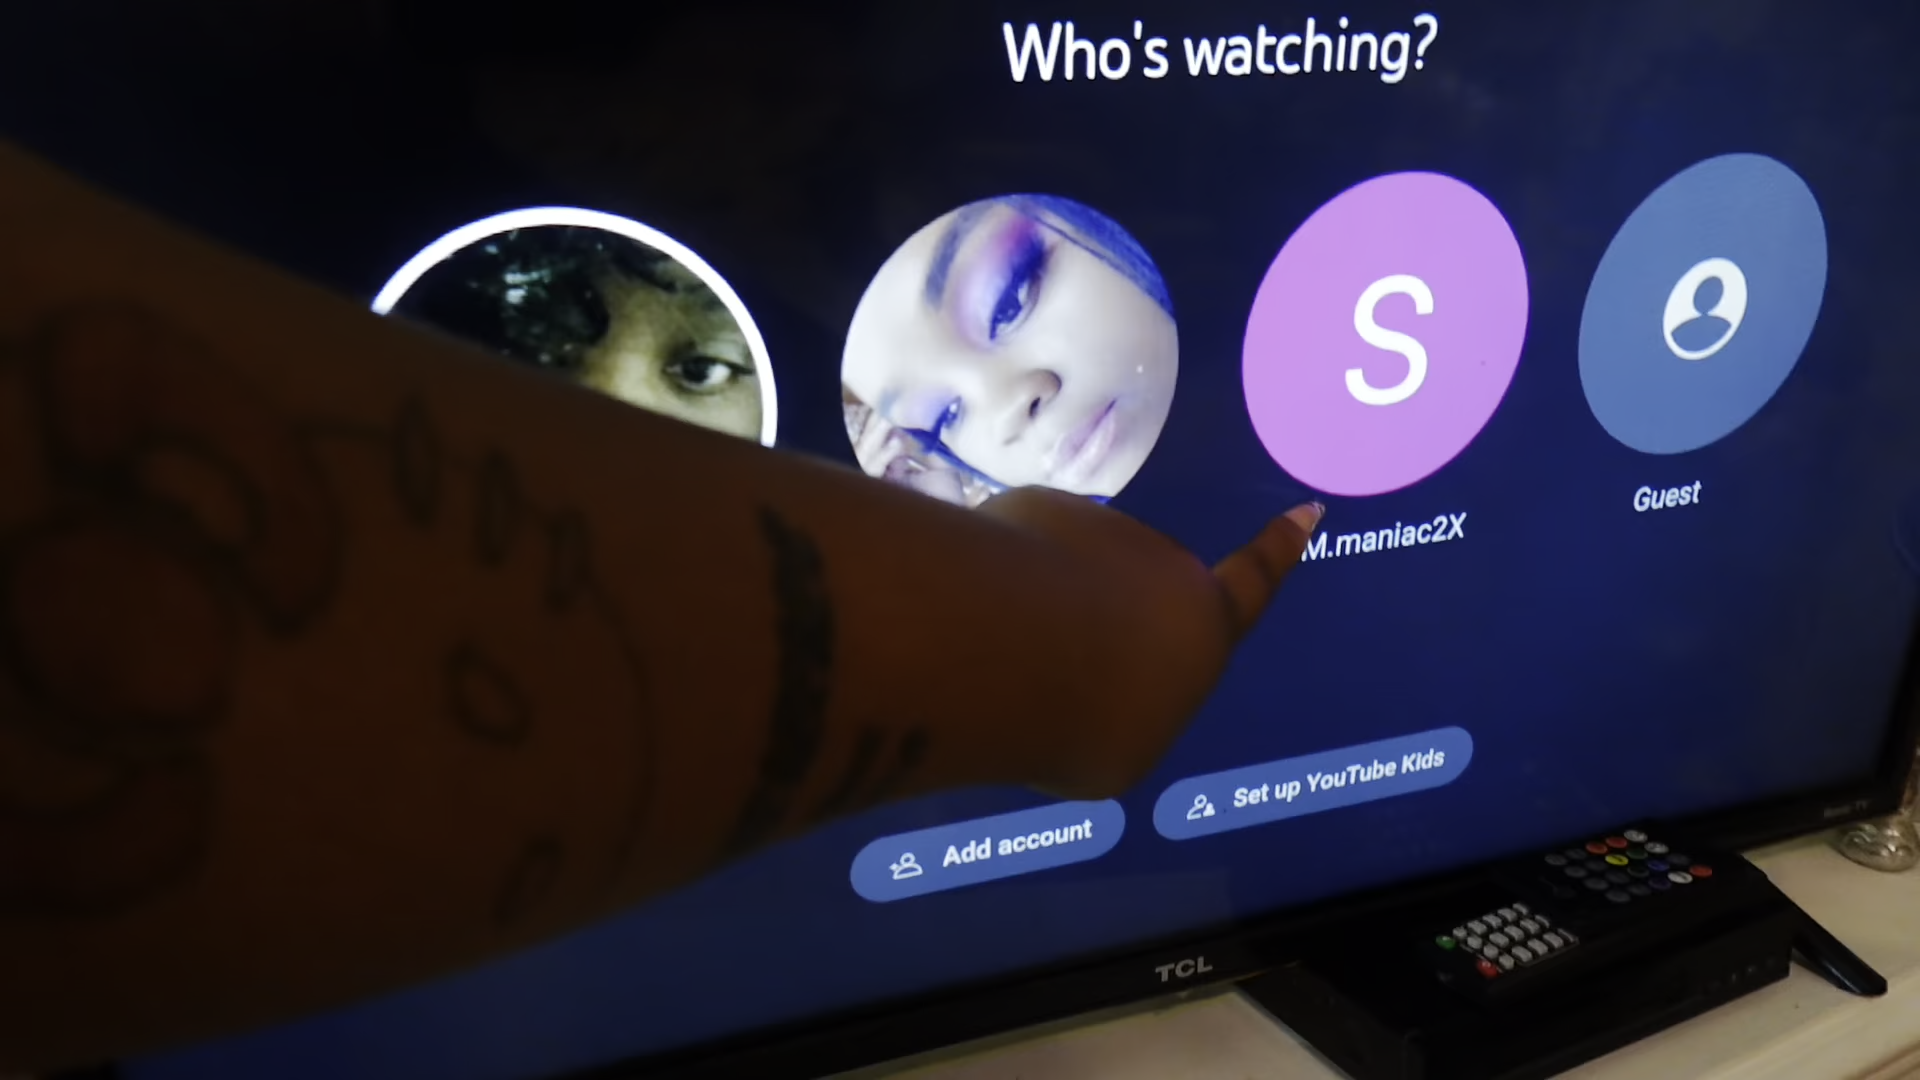 Who's watching?
S
M.maniac2X
Guest
Set up YouTube Kids
Add account
TCL